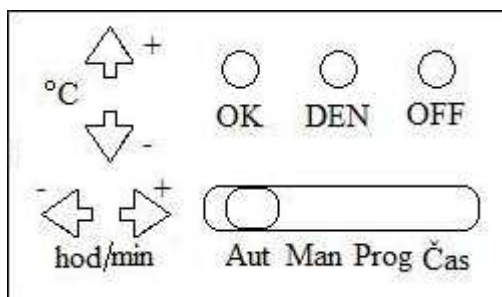 +
°C
-
OK DEN OFF
- +
hod/min
Aut Man Prog Čas